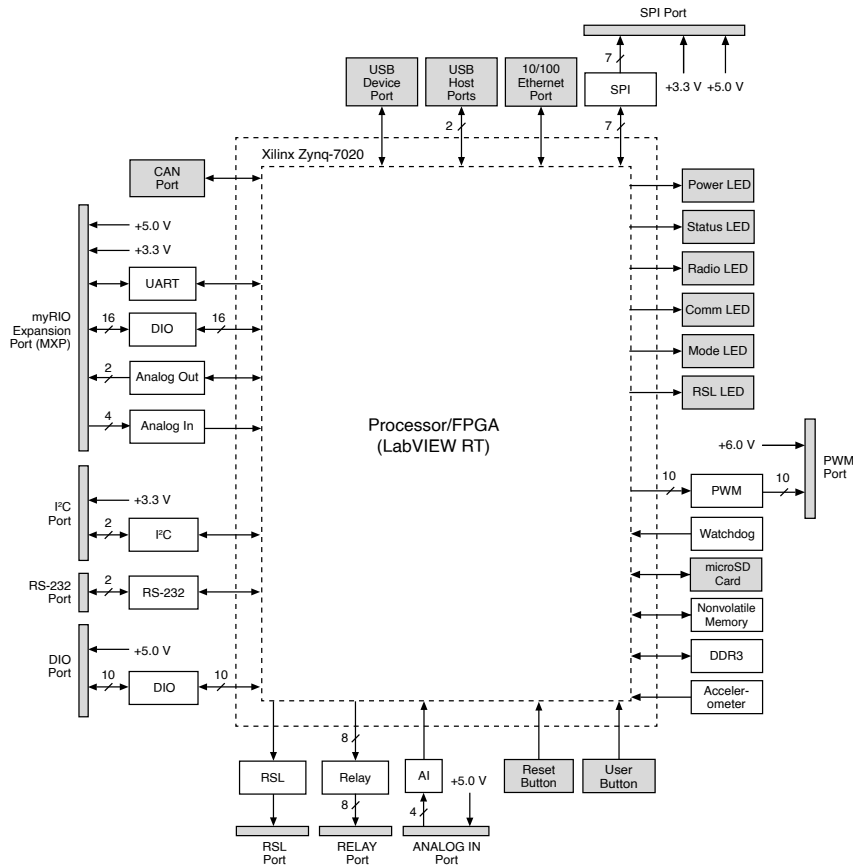 SPI Port
7
+3.3 V
+5.0 V
USB
Device
Port
USB
Host
Ports
10/100
Ethernet
Port
SPI
2
7
Xilinx Zynq-7020
CAN
Port
Power LED
Status LED
Radio LED
Comm LED
Mode LED
RSL LED
myRIO
Expansion
Port (MXP)
+5.0 V
+3.3 V
UART
16
DIO
16
2
Analog Out
4
Analog In
Processor/FPGA
(LabVIEW RT)
+6.0 V
10
PWM
10
PWM
Port
I²C
Port
+3.3 V
2
I²C
Watchdog
microSD
Card
RS-232
Port
2
RS-232
Nonvolatile
Memory
DIO
Port
+5.0 V
10
DIO
10
DDR3
Acceler-
ometer
8
RSL
Relay
AI
+5.0 V
Reset
Button
User
Button
8
4
RSL
Port
RELAY
Port
ANALOG IN
Port